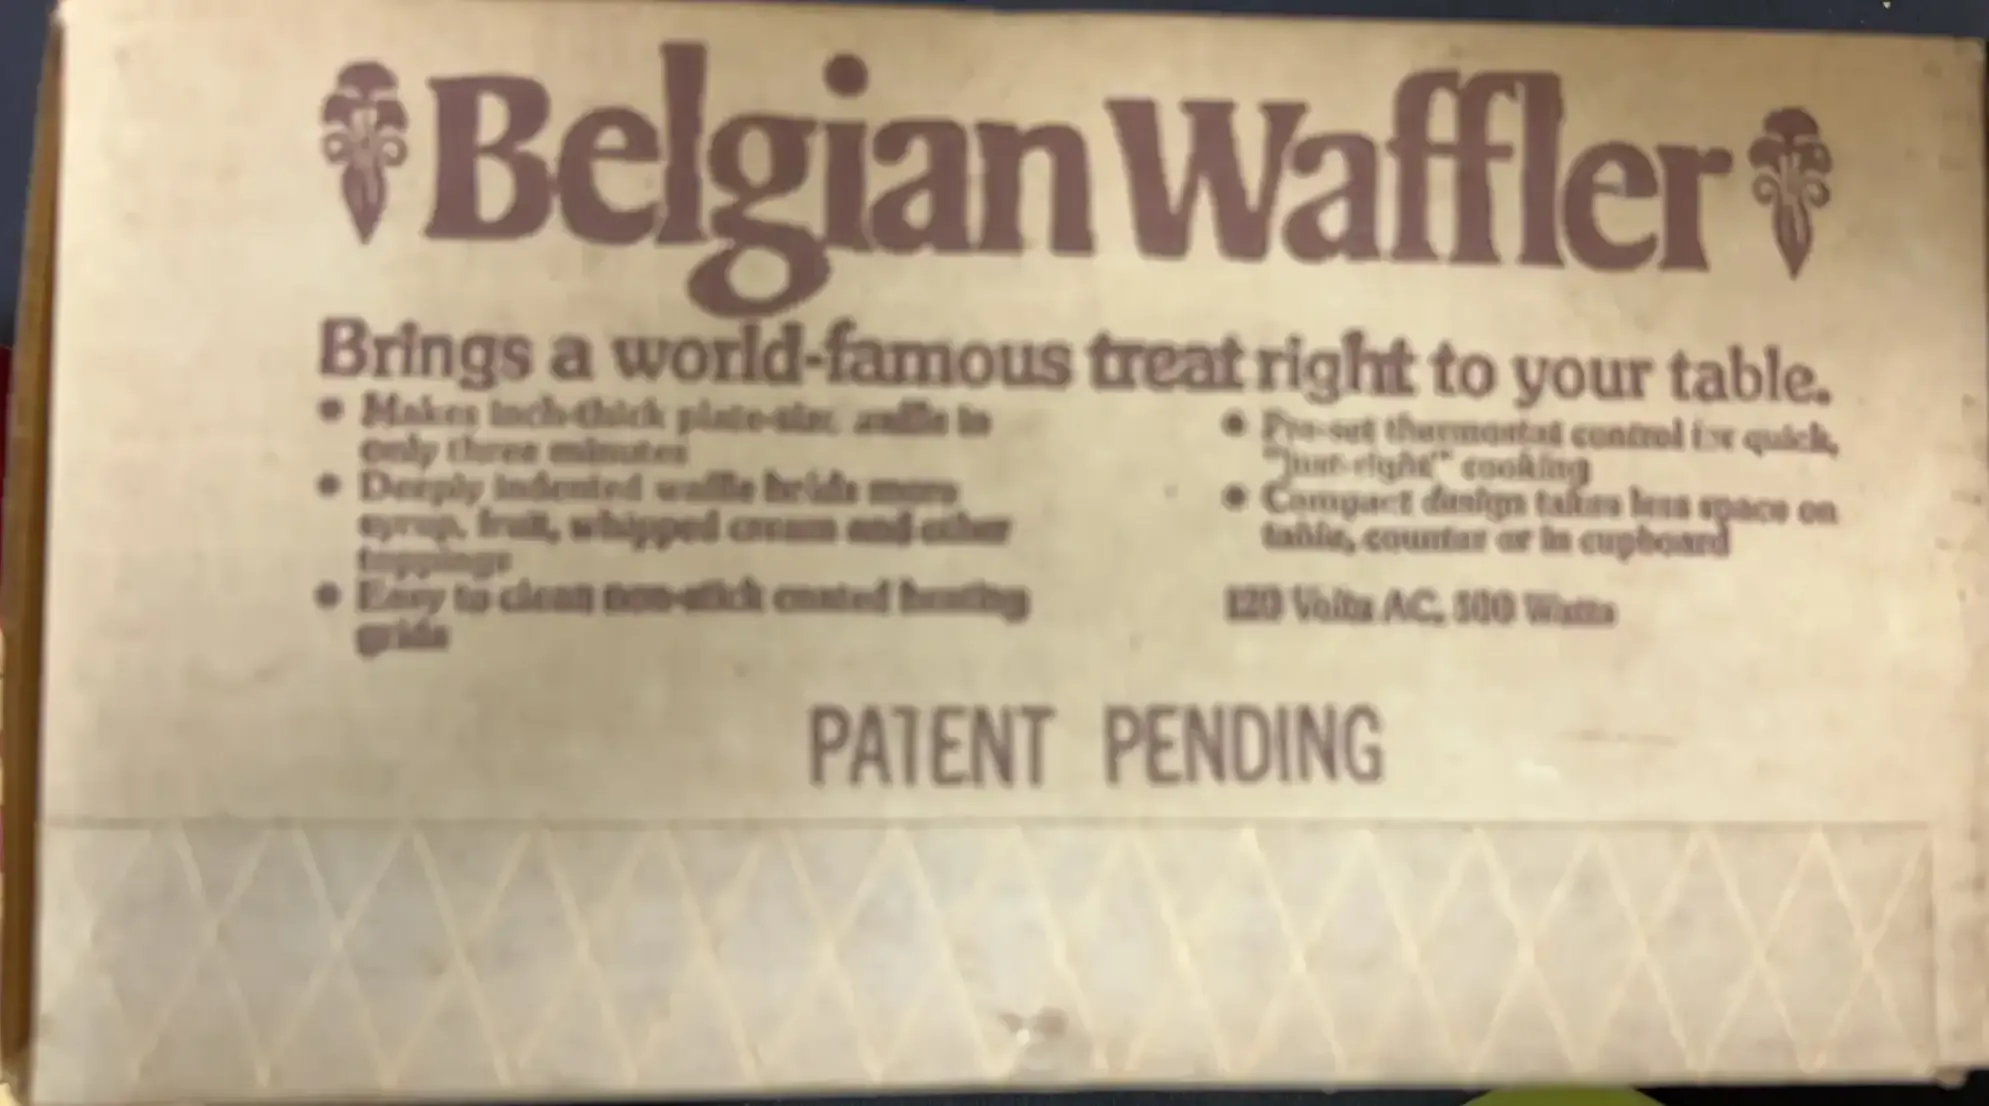 Belgian Waffler
Brings a world-famous treat right to your table.
• Makes inch-thick plate-size waffle in
only three minutes
• Deeply indented waffle holds more
syrup, fruit, whipped cream and other
toppings
• Easy to clean non-stick coated heating
grids
• Pre-set thermostat control for quick,
"just-right" cooking
• Compact design takes less space on
table, counter or in cupboard
120 Volts AC, Watts
PATENT PENDING